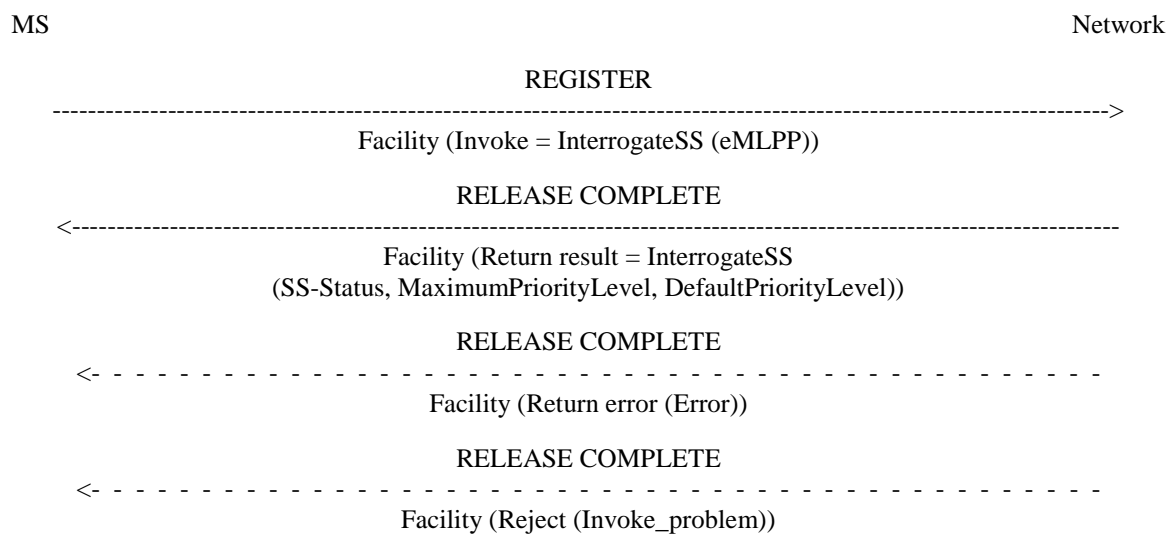 MS Network
REGISTER
Facility (Invoke = InterrogateSS (eMLPP))
RELEASE COMPLETE
Facility (Return result = InterrogateSS
(SS-Status, MaximumPriorityLevel, DefaultPriorityLevel))
RELEASE COMPLETE
Facility (Return error (Error))
RELEASE COMPLETE
Facility (Reject (Invoke_problem))